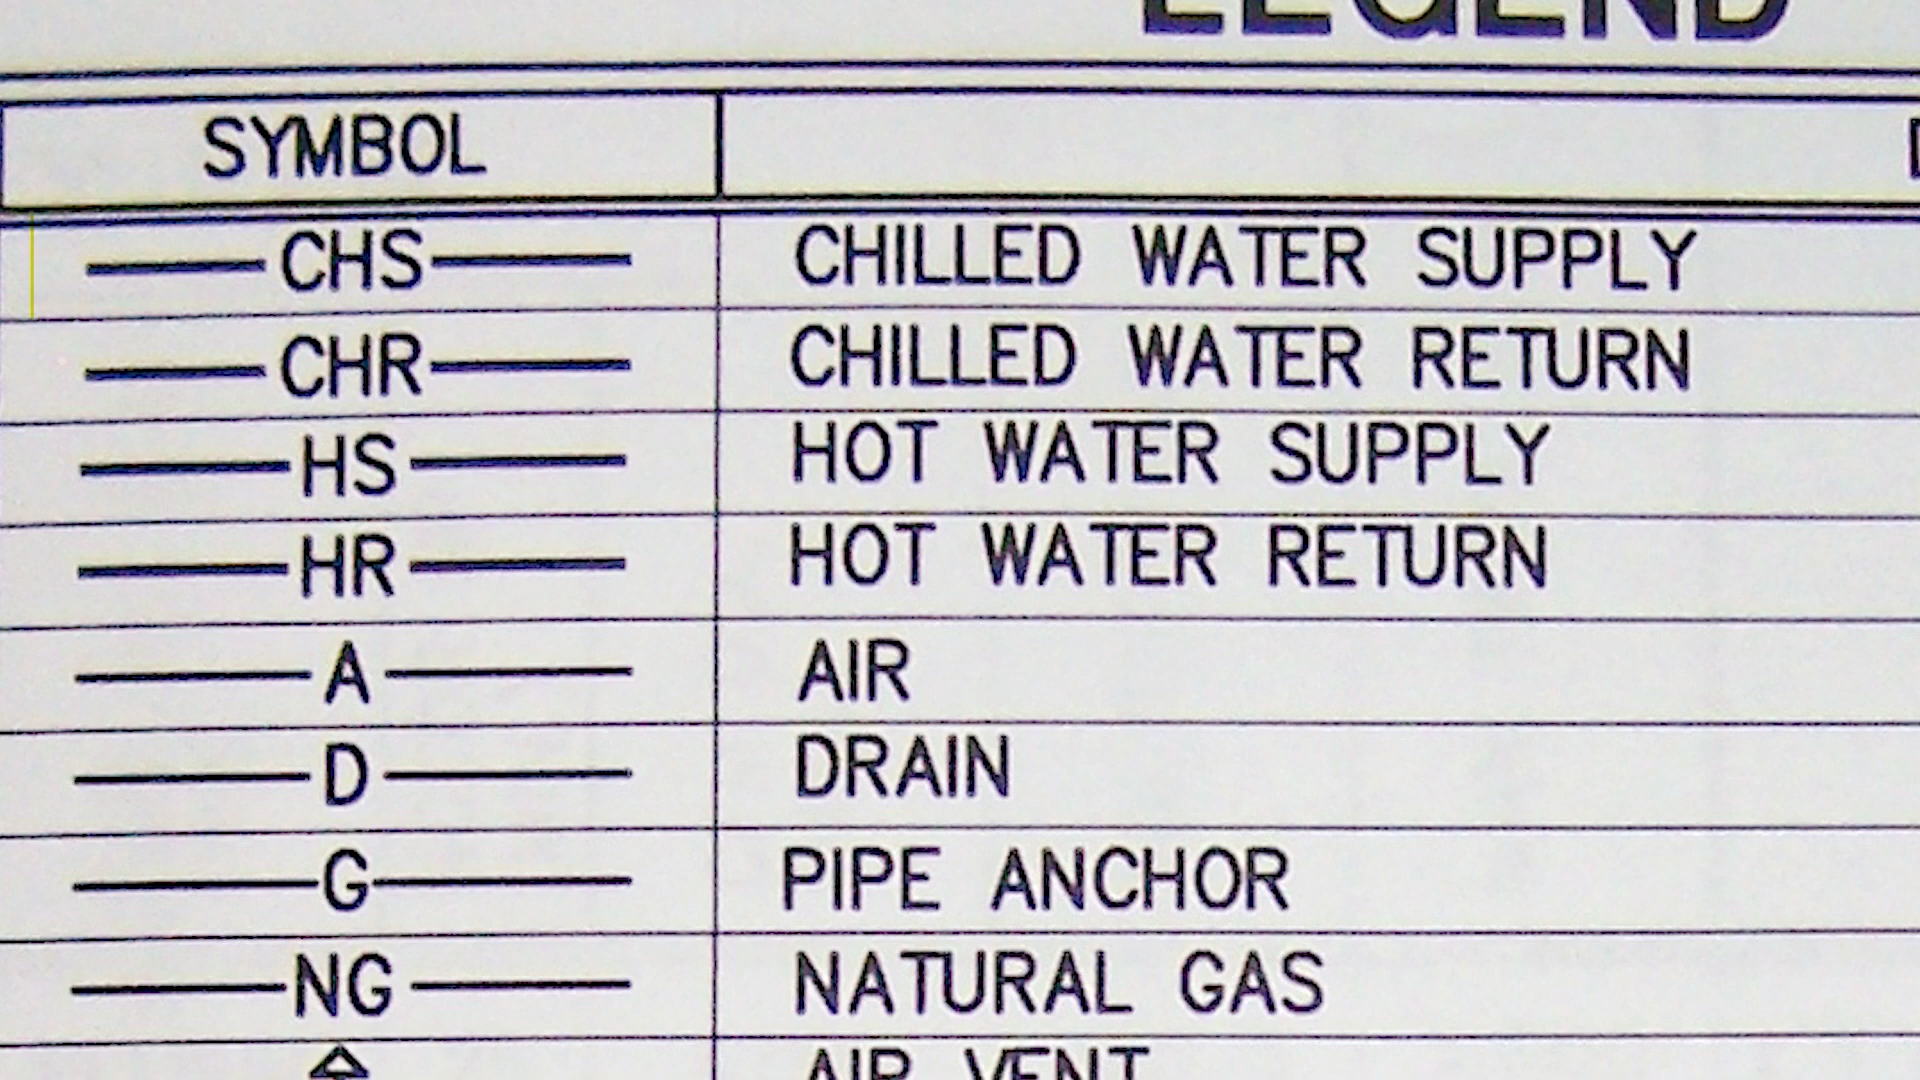 LEGEND
SYMBOL
CHS CHILLED WATER SUPPLY
CHR CHILLED WATER RETURN
HS HOT WATER SUPPLY
HR HOT WATER RETURN
A AIR
D DRAIN
G PIPE ANCHOR
NG NATURAL GAS
AIR VENT